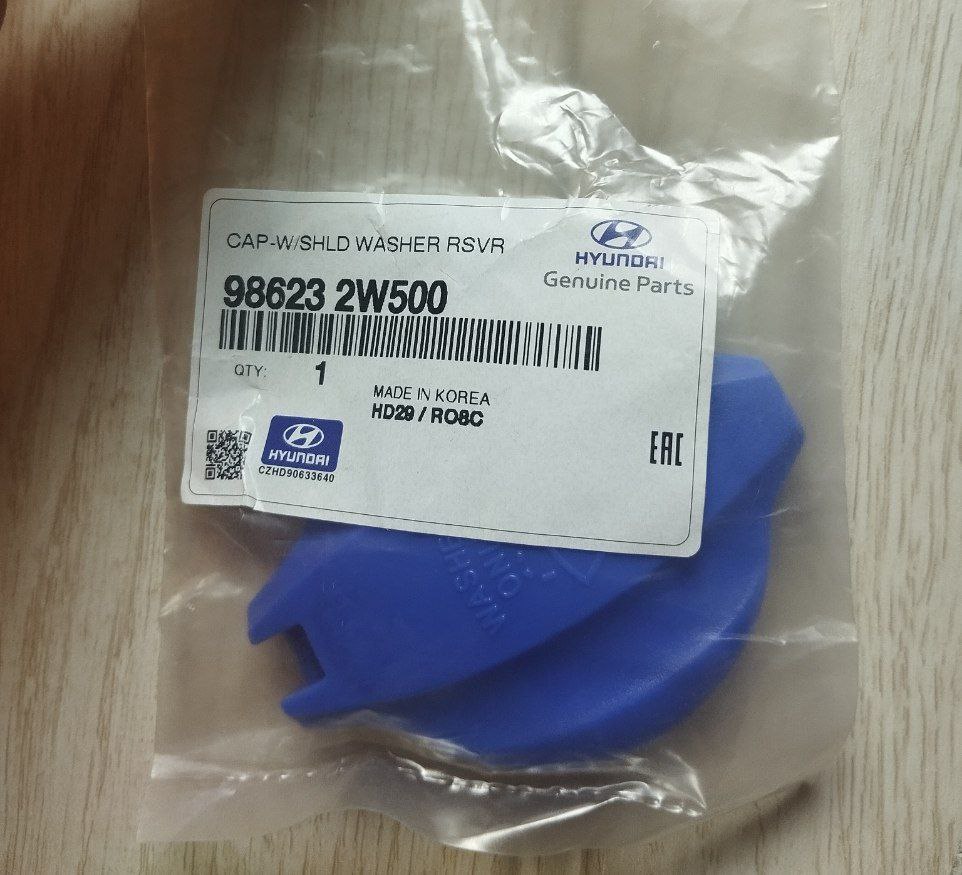 CAP-W/SHLD WASHER RSVR
HYUNDAI
Genuine Parts
98623 2W500
QTY: 1
MADE IN KOREA
HD29 / RO8C
HYUNDAI
CZHD90633640
EAC